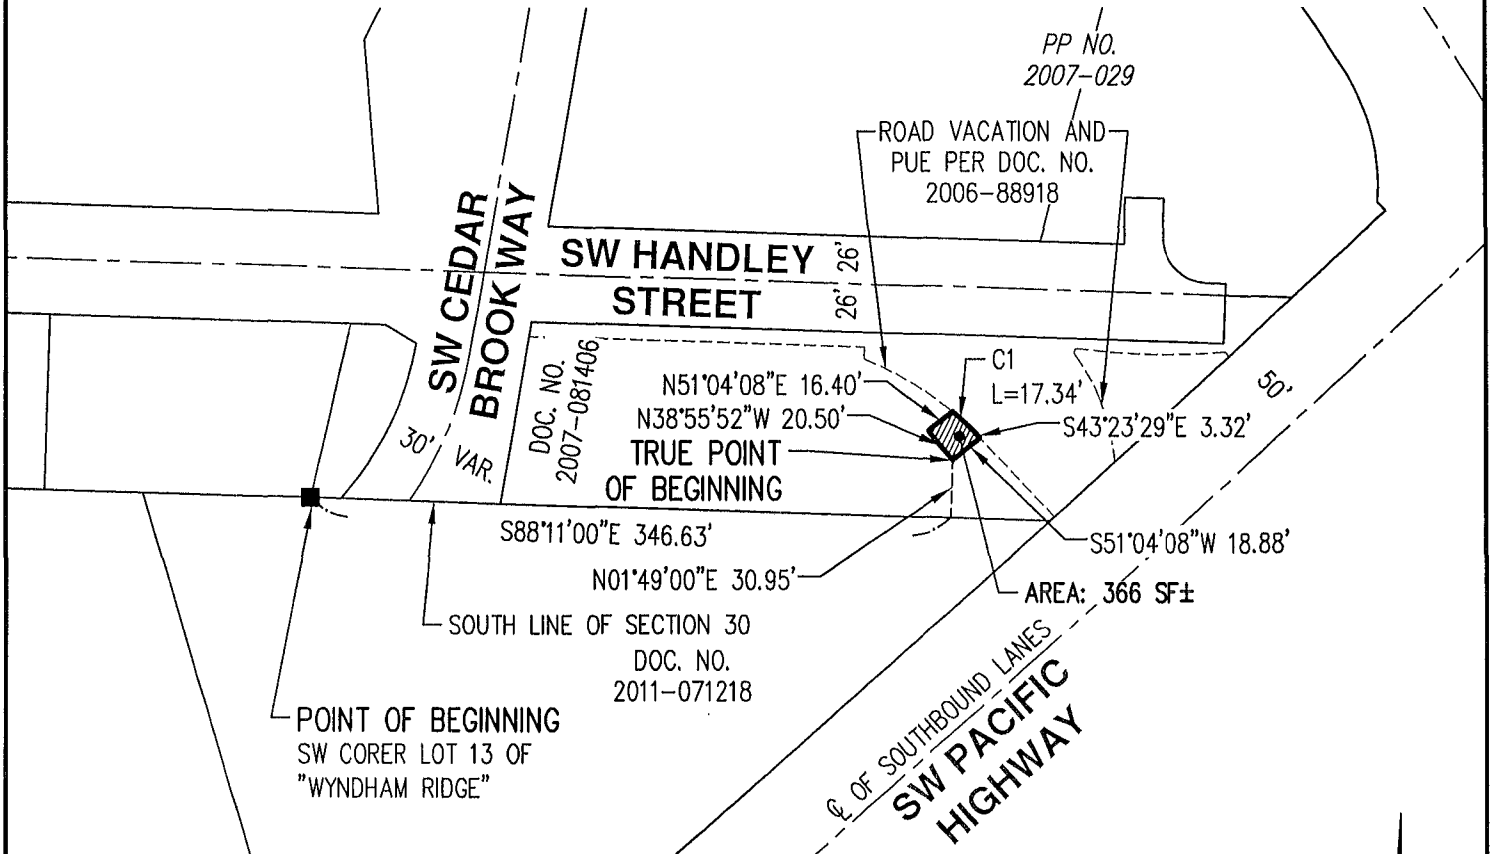 PP NO.
2007-029
ROAD VACATION AND
PUE PER DOC. NO.
2006-88918
SW CEDAR
BROOK WAY
SW HANDLEY
STREET
26' 26'
DOC. NO.
2007-081406
30' VAR.
C1
L=17.34'
N51°04'08"E 16.40'
N38°55'52"W 20.50'
TRUE POINT
OF BEGINNING
S43°23'29"E 3.32'
50'
S88°11'00"E 346.63'
N01°49'00"E 30.95'
S51°04'08"W 18.88'
AREA: 366 SF±
SOUTH LINE OF SECTION 30
DOC. NO.
2011-071218
POINT OF BEGINNING
SW CORER LOT 13 OF
"WYNDHAM RIDGE"
℄ OF SOUTHBOUND LANES
SW PACIFIC
HIGHWAY